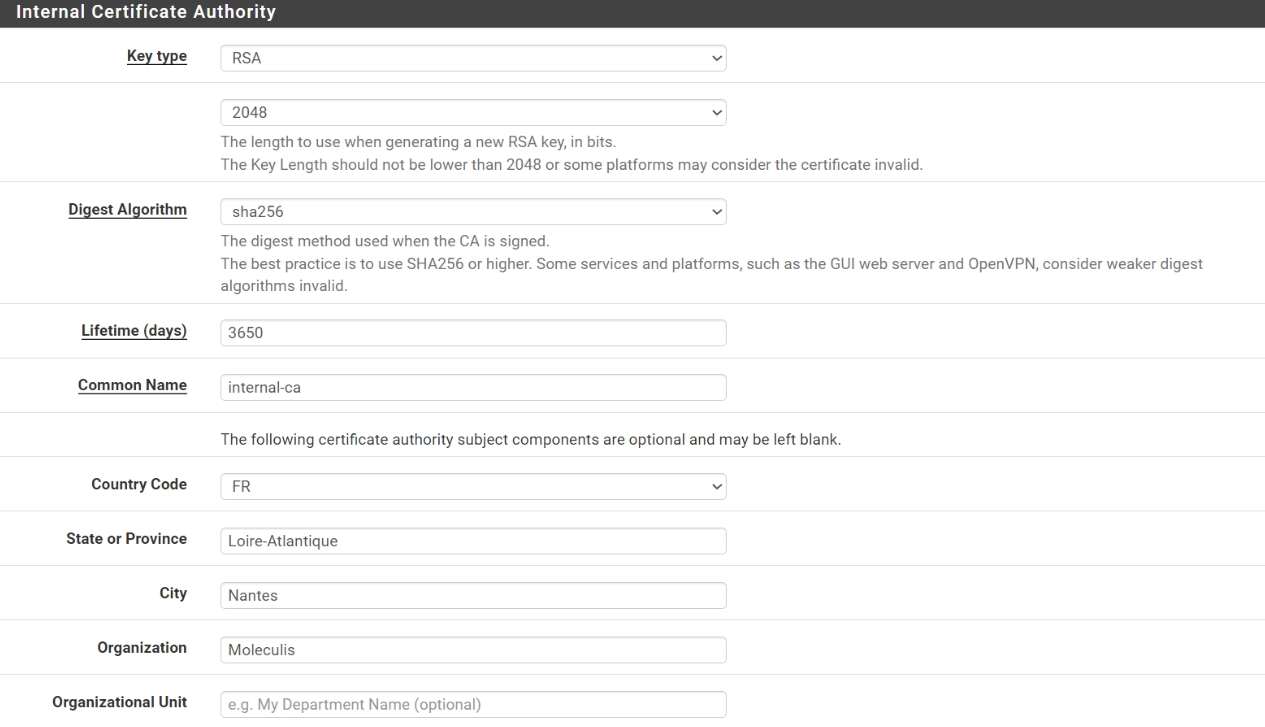 Internal Certificate Authority
Key type
RSA
2048
The length to use when generating a new RSA key, in bits.
The Key Length should not be lower than 2048 or some platforms may consider the certificate invalid.
Digest Algorithm
sha256
The digest method used when the CA is signed.
The best practice is to use SHA256 or higher. Some services and platforms, such as the GUI web server and OpenVPN, consider weaker digest
algorithms invalid.
Lifetime (days)
3650
Common Name
internal-ca
The following certificate authority subject components are optional and may be left blank.
Country Code
FR
State or Province
Loire-Atlantique
City
Nantes
Organization
Moleculis
Organizational Unit
e.g. My Department Name (optional)